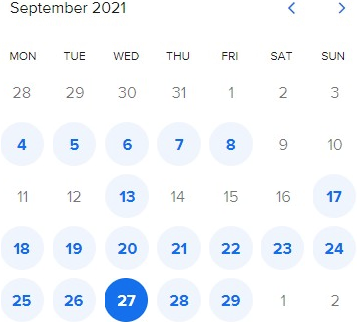 September 2021
MON TUE WED THU FRI SAT SUN
28 29 30 31 1 2 3
4 5 6 7 8 9 10
11 12 13 14 15 16 17
18 19 20 21 22 23 24
25 26 27 28 29 1 2